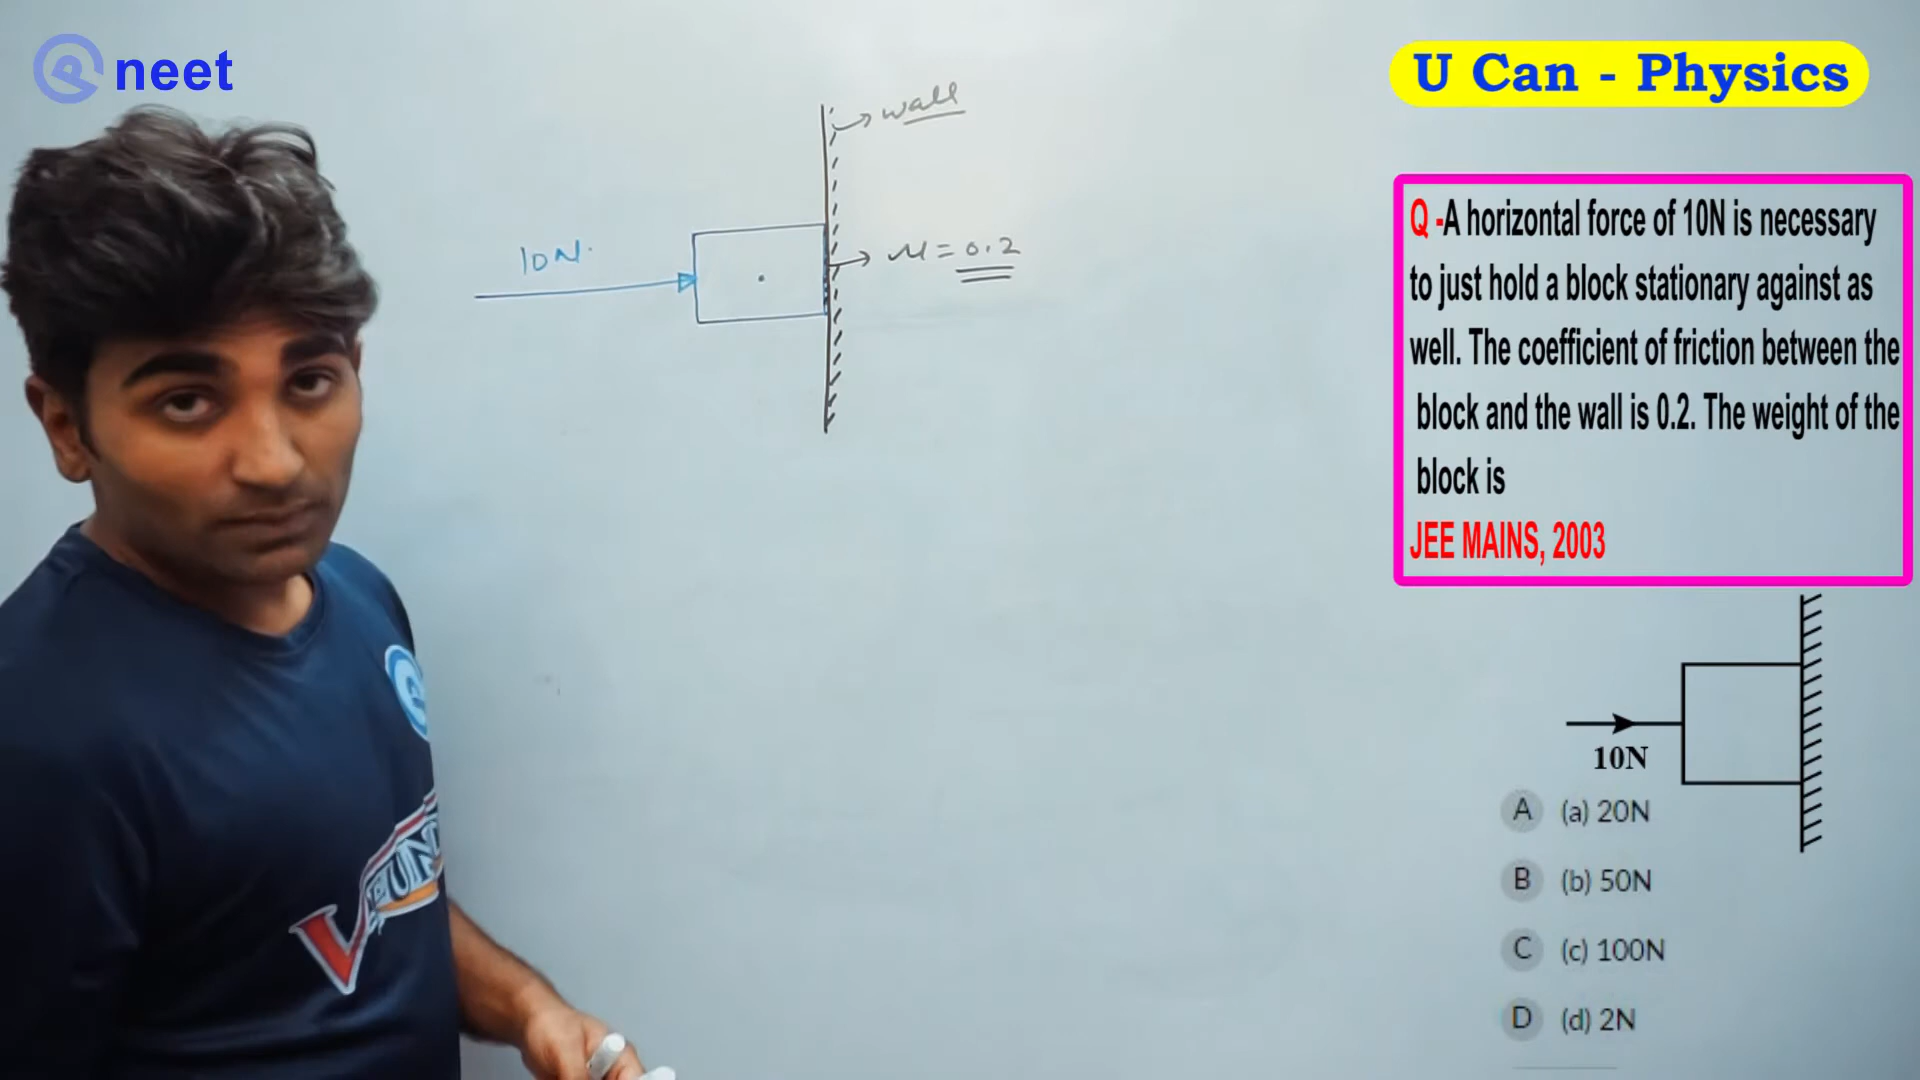 neet
U Can - Physics
wall
10N.
μ = 0.2
Q -A horizontal force of 10N is necessary
to just hold a block stationary against as
well. The coefficient of friction between the
block and the wall is 0.2. The weight of the
block is
JEE MAINS, 2003
10N
A (a) 20N
B (b) 50N
C (c) 100N
D (d) 2N